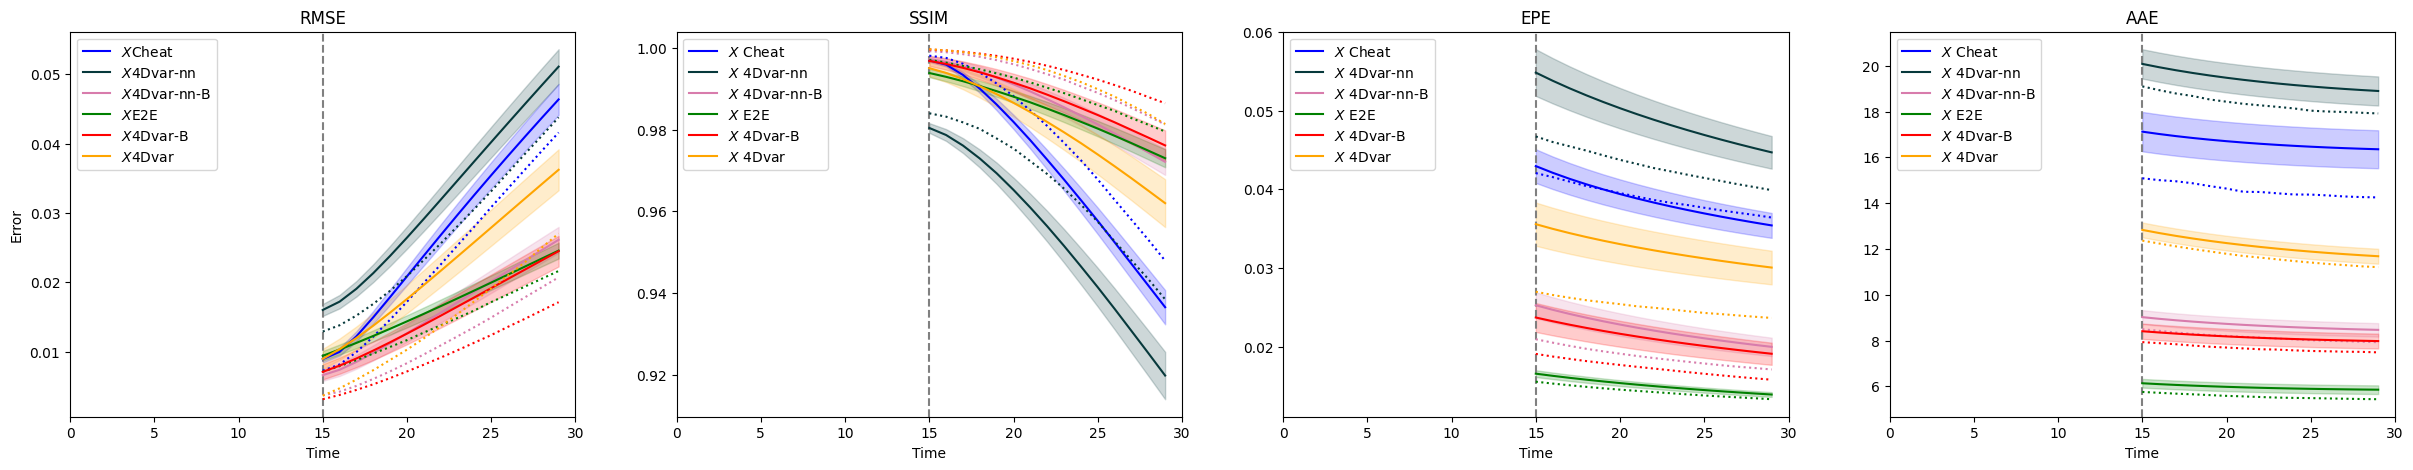 RMSE
Error
0.05
0.04
0.03
0.02
0.01
XCheat
X4Dvar-nn
X4Dvar-nn-B
XE2E
X4Dvar-B
X4Dvar
0 5 10 15 20 25 30
Time
SSIM
1.00
0.98
0.96
0.94
0.92
X Cheat
X 4Dvar-nn
X 4Dvar-nn-B
X E2E
X 4Dvar-B
X 4Dvar
0 5 10 15 20 25 30
Time
EPE
0.06
0.05
0.04
0.03
0.02
X Cheat
X 4Dvar-nn
X 4Dvar-nn-B
X E2E
X 4Dvar-B
X 4Dvar
0 5 10 15 20 25 30
Time
AAE
20
18
16
14
12
10
8
6
X Cheat
X 4Dvar-nn
X 4Dvar-nn-B
X E2E
X 4Dvar-B
X 4Dvar
0 5 10 15 20 25 30
Time